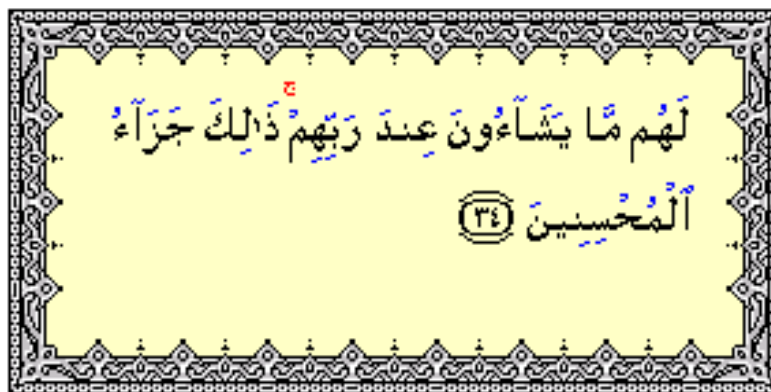 لَهُم مَّا يَشَآءُونَ عِندَ رَبِّهِمْ ۚ ذَٰلِكَ جَزَآءُ
ٱلْمُحْسِنِينَ ٣٤